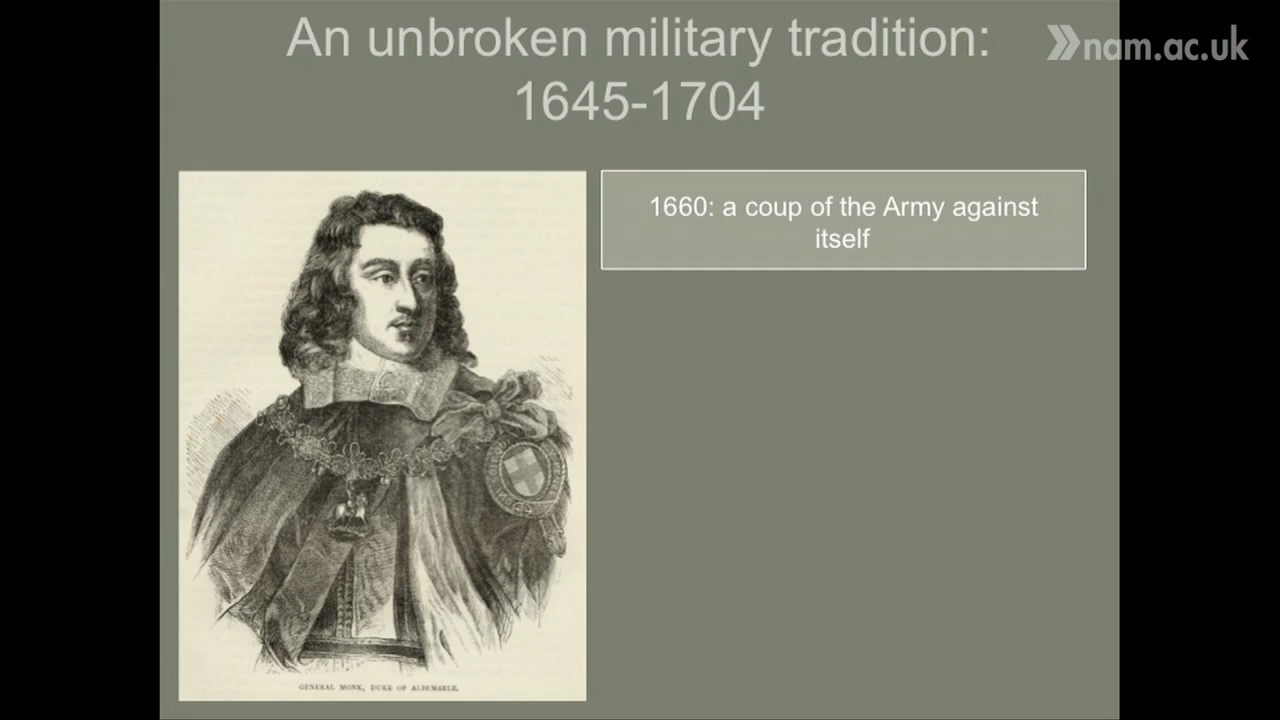 An unbroken military tradition:
1645-1704
nam.ac.uk
1660: a coup of the Army against
itself
GENERAL MONK, DUKE OF ALBEMARLE.